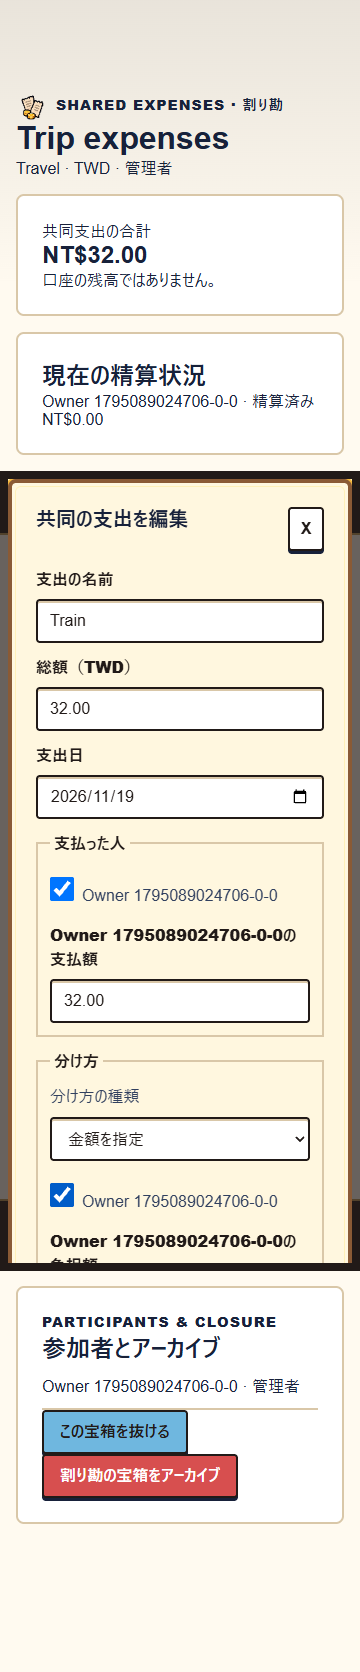 SHARED EXPENSES · 割り勘
Trip expenses
Travel · TWD · 管理者
共同支出の合計
NT$32.00
口座の残高ではありません。
現在の精算状況
Owner 1795089024706-0-0 · 精算済み
NT$0.00
共同の支出を編集
X
支出の名前
Train
総額（TWD）
32.00
支出日
2026/11/19
支払った人
Owner 1795089024706-0-0
Owner 1795089024706-0-0の
支払額
32.00
分け方
分け方の種類
金額を指定
Owner 1795089024706-0-0
Owner 1795089024706-0-0の
PARTICIPANTS & CLOSURE
参加者とアーカイブ
Owner 1795089024706-0-0 · 管理者
この宝箱を抜ける
割り勘の宝箱をアーカイブ